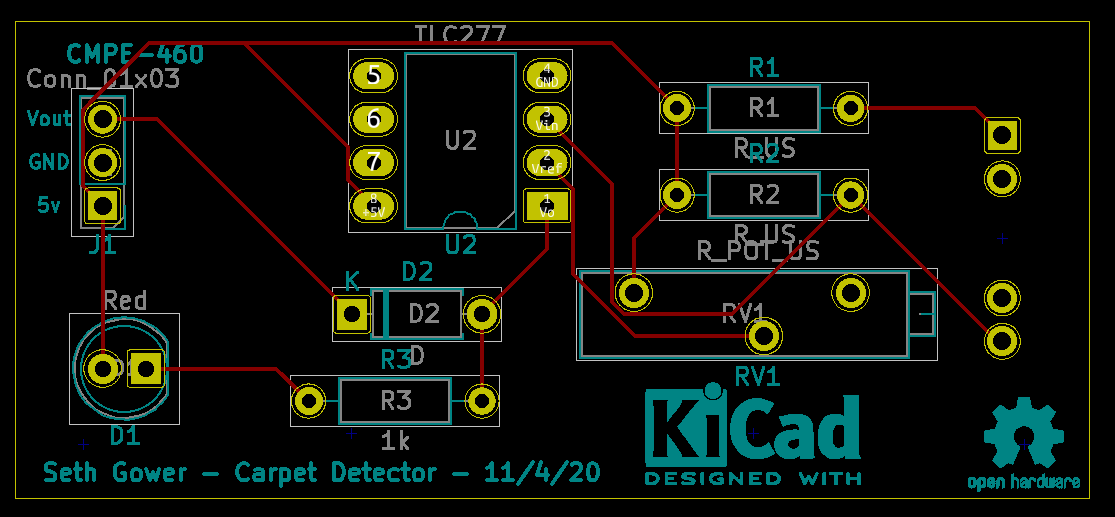 TLC277
CMPE-460
Conn_01x03
Vout
GND
5v
J1
5
6
7
8
+5V
4
GND
3
Vin
2
Vref
1
Vo
U2
U2
R1
R1
R_US
R2
R2
R_US
R_POT_US
RV1
RV1
K
D2
D2
D
Red
D1
R3
R3
1k
Seth Gower - Carpet Detector - 11/4/20
KiCad
DESIGNED WITH
open hardware